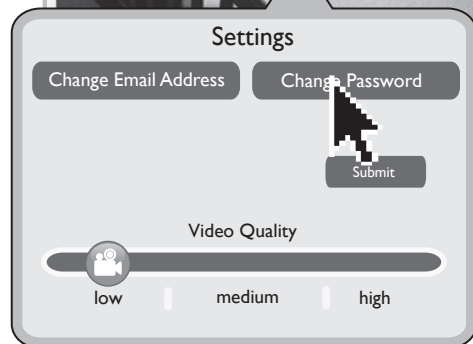 Settings
Change Email Address Change Password
Submit
Video Quality
low medium high